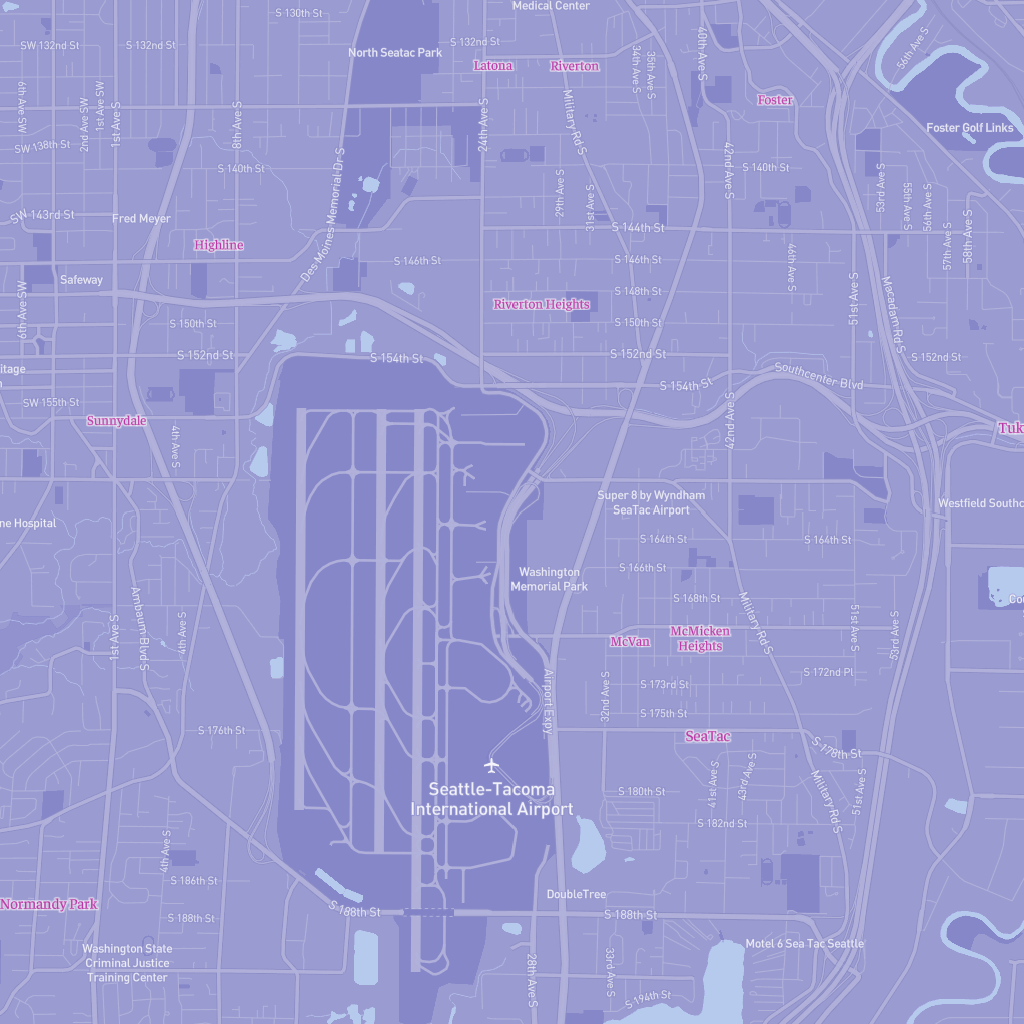 Medical Center
S 130th St
SW 132nd St
S 132nd St
S 132nd St
North Seatac Park
56th Ave S
40th Ave S
34th Ave S
35th Ave S
Latona
Riverton
6th Ave SW
2nd Ave SW
1st Ave SW
1st Ave S
8th Ave S
24th Ave S
Military Rd S
Foster
Foster Golf Links
SW 138th St
S 140th St
S 140th St
42nd Ave S
53rd Ave S
55th Ave S
56th Ave S
57th Ave S
58th Ave S
29th Ave S
31st Ave S
Des Moines Memorial Dr S
SW 143rd St
Fred Meyer
S 144th St
Highline
S 146th St
S 146th St
46th Ave S
Safeway
6th Ave SW
S 148th St
Riverton Heights
51st Ave S
Macadam Rd S
S 150th St
S 150th St
S 152nd St
S 154th St
S 152nd St
S 152nd St
ritage
Southcenter Blvd
S 154th St
SW 155th St
Sunnydale
4th Ave S
42nd Ave S
Tuk
Super 8 by Wyndham
SeaTac Airport
Westfield Southc
ne Hospital
S 164th St
S 164th St
Washington
Memorial Park
S 166th St
S 168th St
Cou
Ambaum Blvd S
1st Ave S
4th Ave S
Military Rd S
51st Ave S
53rd Ave S
McVan
McMicken
Heights
S 172nd Pl
Airport Expy
32nd Ave S
S 173rd St
S 175th St
S 176th St
SeaTac
S 178th St
Seattle-Tacoma
International Airport
S 180th St
41st Ave S
43rd Ave S
Military Rd S
51st Ave S
S 182nd St
4th Ave S
S 186th St
DoubleTree
Normandy Park
S 188th St
S 188th St
S 188th St
Washington State
Criminal Justice
Training Center
Motel 6 Sea Tac Seattle
28th Ave S
33rd Ave S
S 194th St